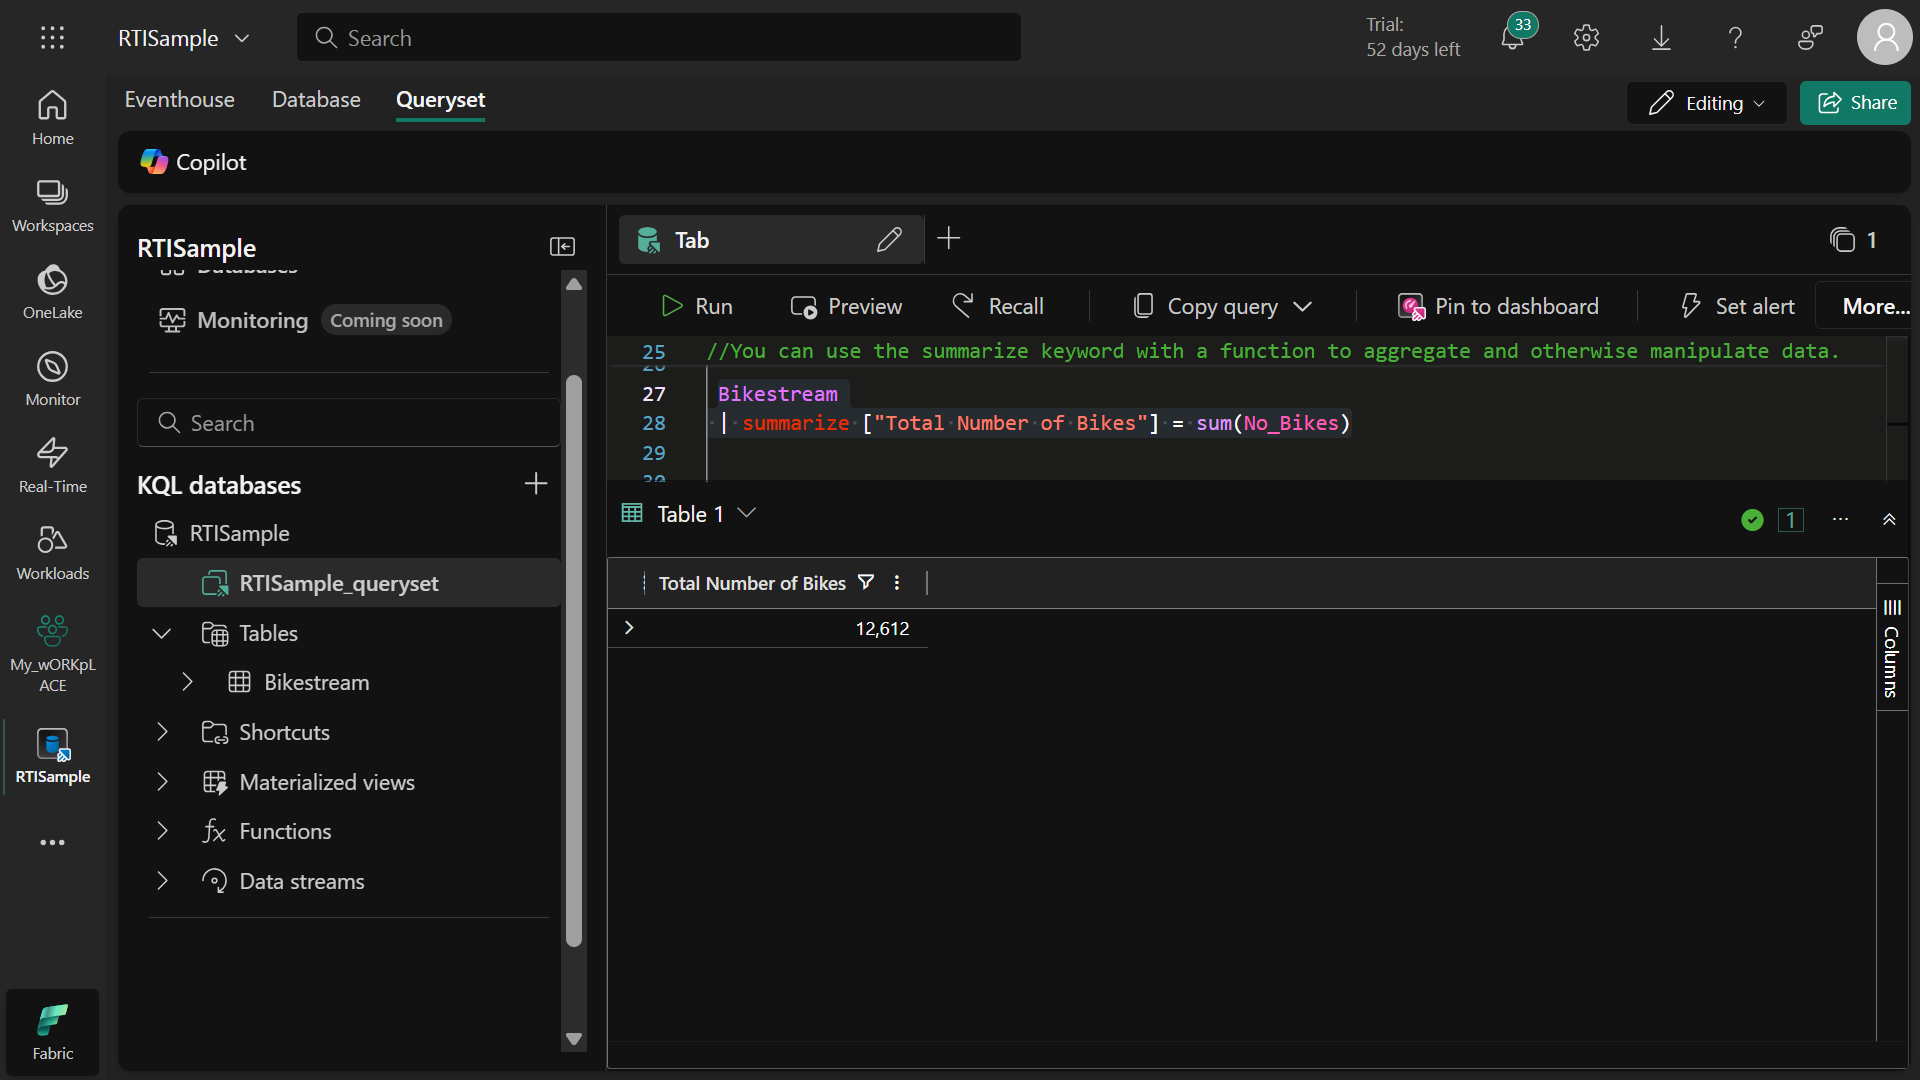 RTISample
Search
Trial:
52 days left
33
Eventhouse
Database
Queryset
Editing
Share
Home
Workspaces
OneLake
Monitor
Real-Time
Workloads
My_wORKpL
ACE
RTISample
Fabric
Copilot
RTISample
Databases
Monitoring
Coming soon
Search
KQL databases
RTISample
RTISample_queryset
Tables
Bikestream
Shortcuts
Materialized views
Functions
Data streams
Tab
1
Run
Preview
Recall
Copy query
Pin to dashboard
Set alert
More...
25 //You can use the summarize keyword with a function to aggregate and otherwise manipulate data.
26
27 Bikestream
28 | summarize ["Total Number of Bikes"] = sum(No_Bikes)
29
30
Table 1
1
Total Number of Bikes
12,612
Columns